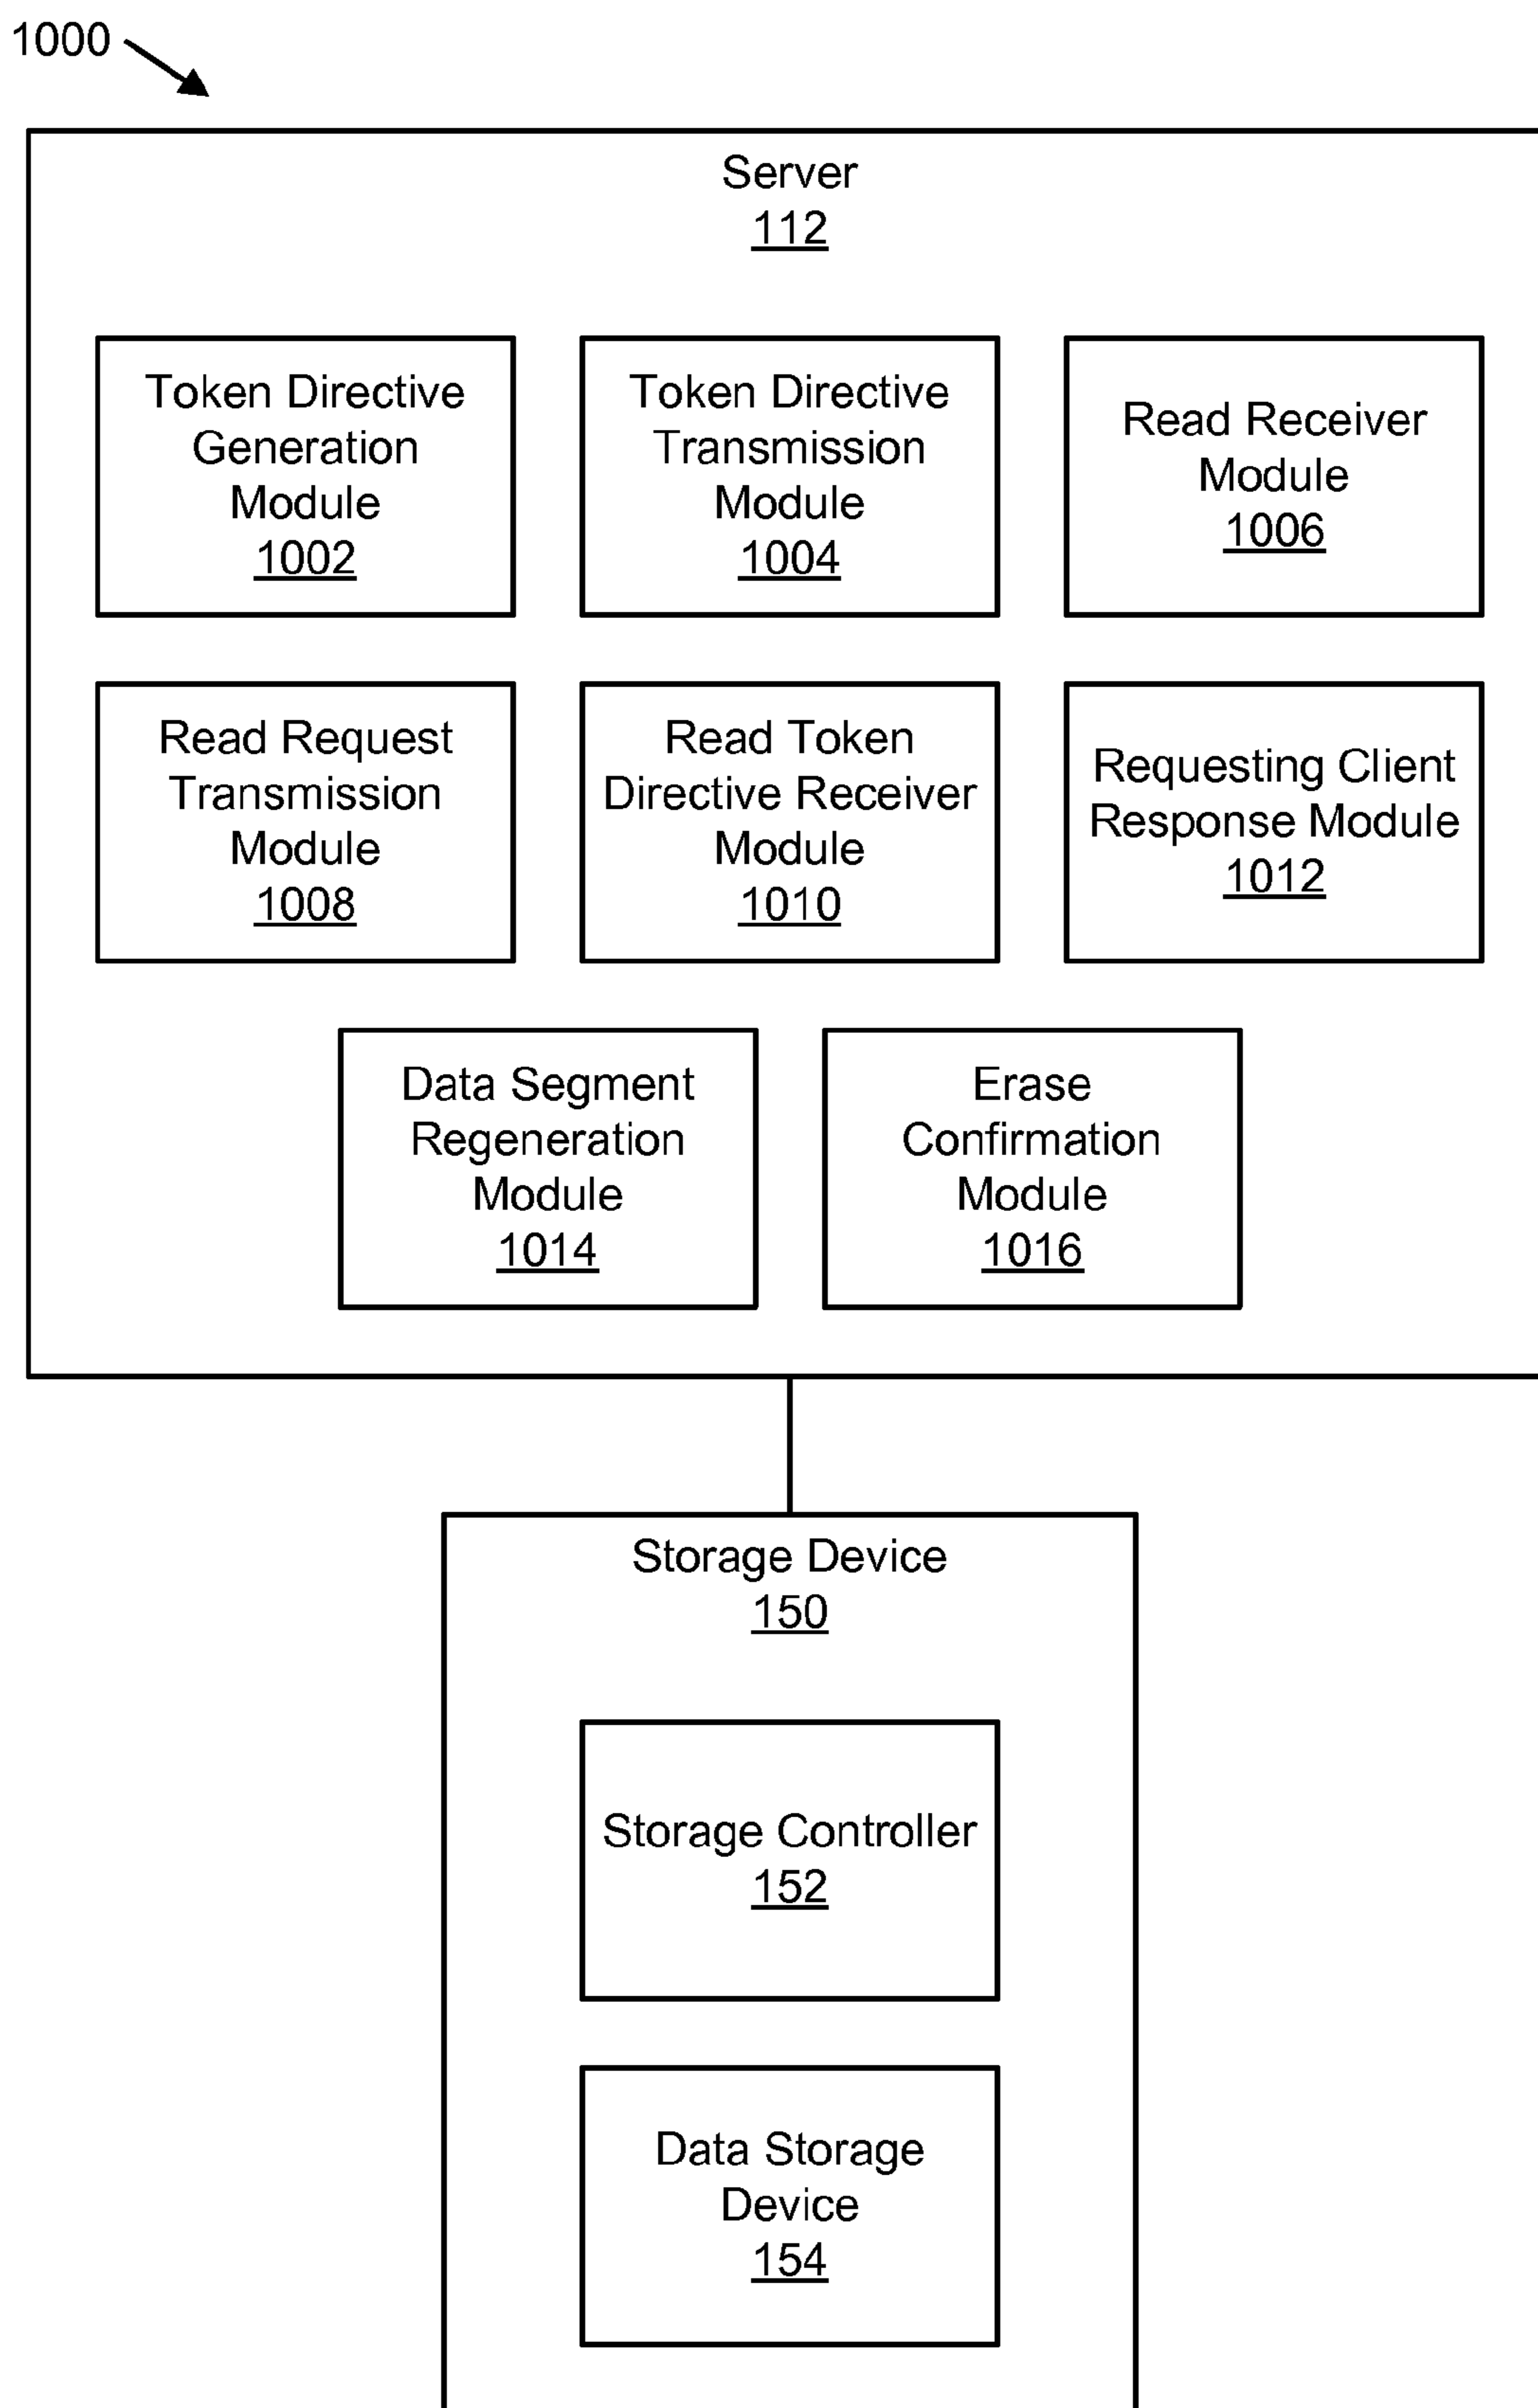 1000
Server
112
Token Directive
Generation
Module
1002
Token Directive
Transmission
Module
1004
Read Receiver
Module
1006
Read Request
Transmission
Module
1008
Read Token
Directive Receiver
Module
1010
Requesting Client
Response Module
1012
Data Segment
Regeneration
Module
1014
Erase
Confirmation
Module
1016
Storage Device
150
Storage Controller
152
Data Storage
Device
154